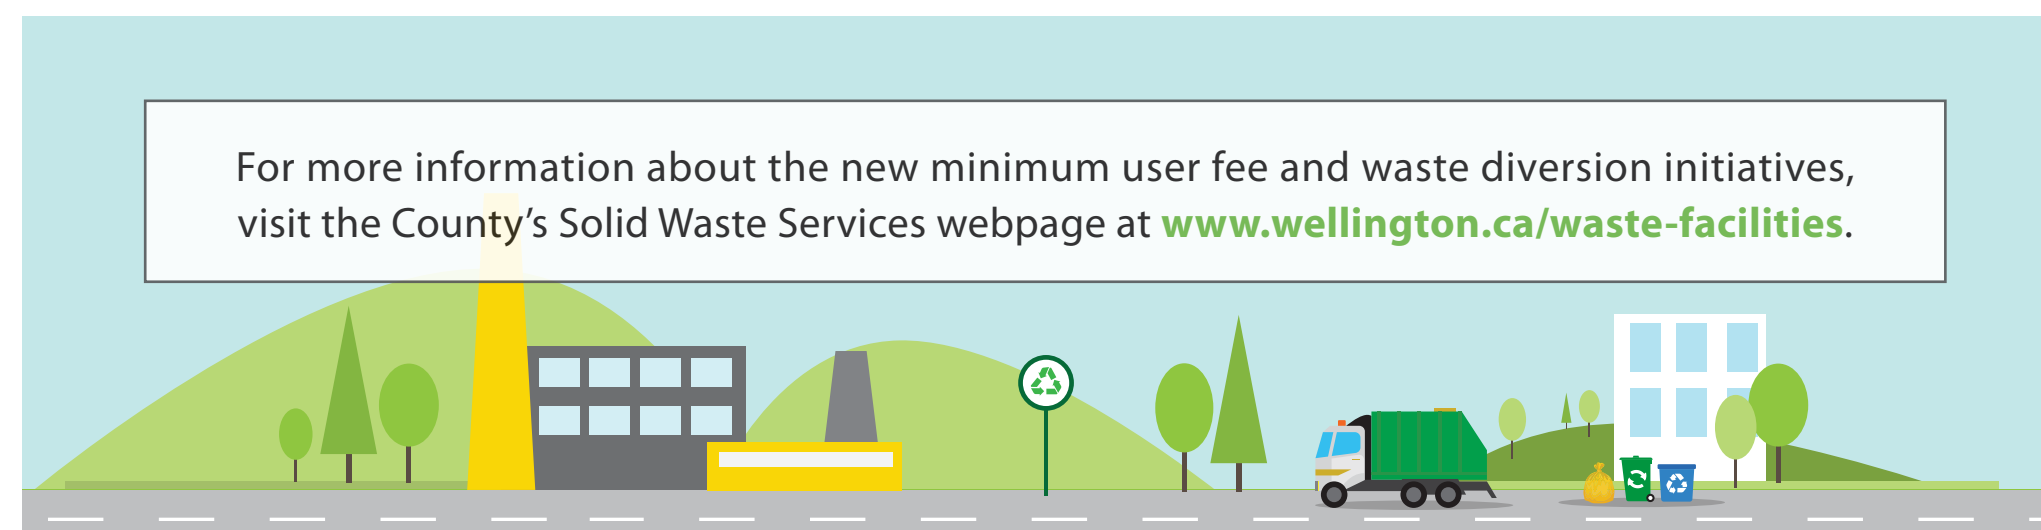 For more information about the new minimum user fee and waste diversion initiatives,
visit the County’s Solid Waste Services webpage at www.wellington.ca/waste-facilities.